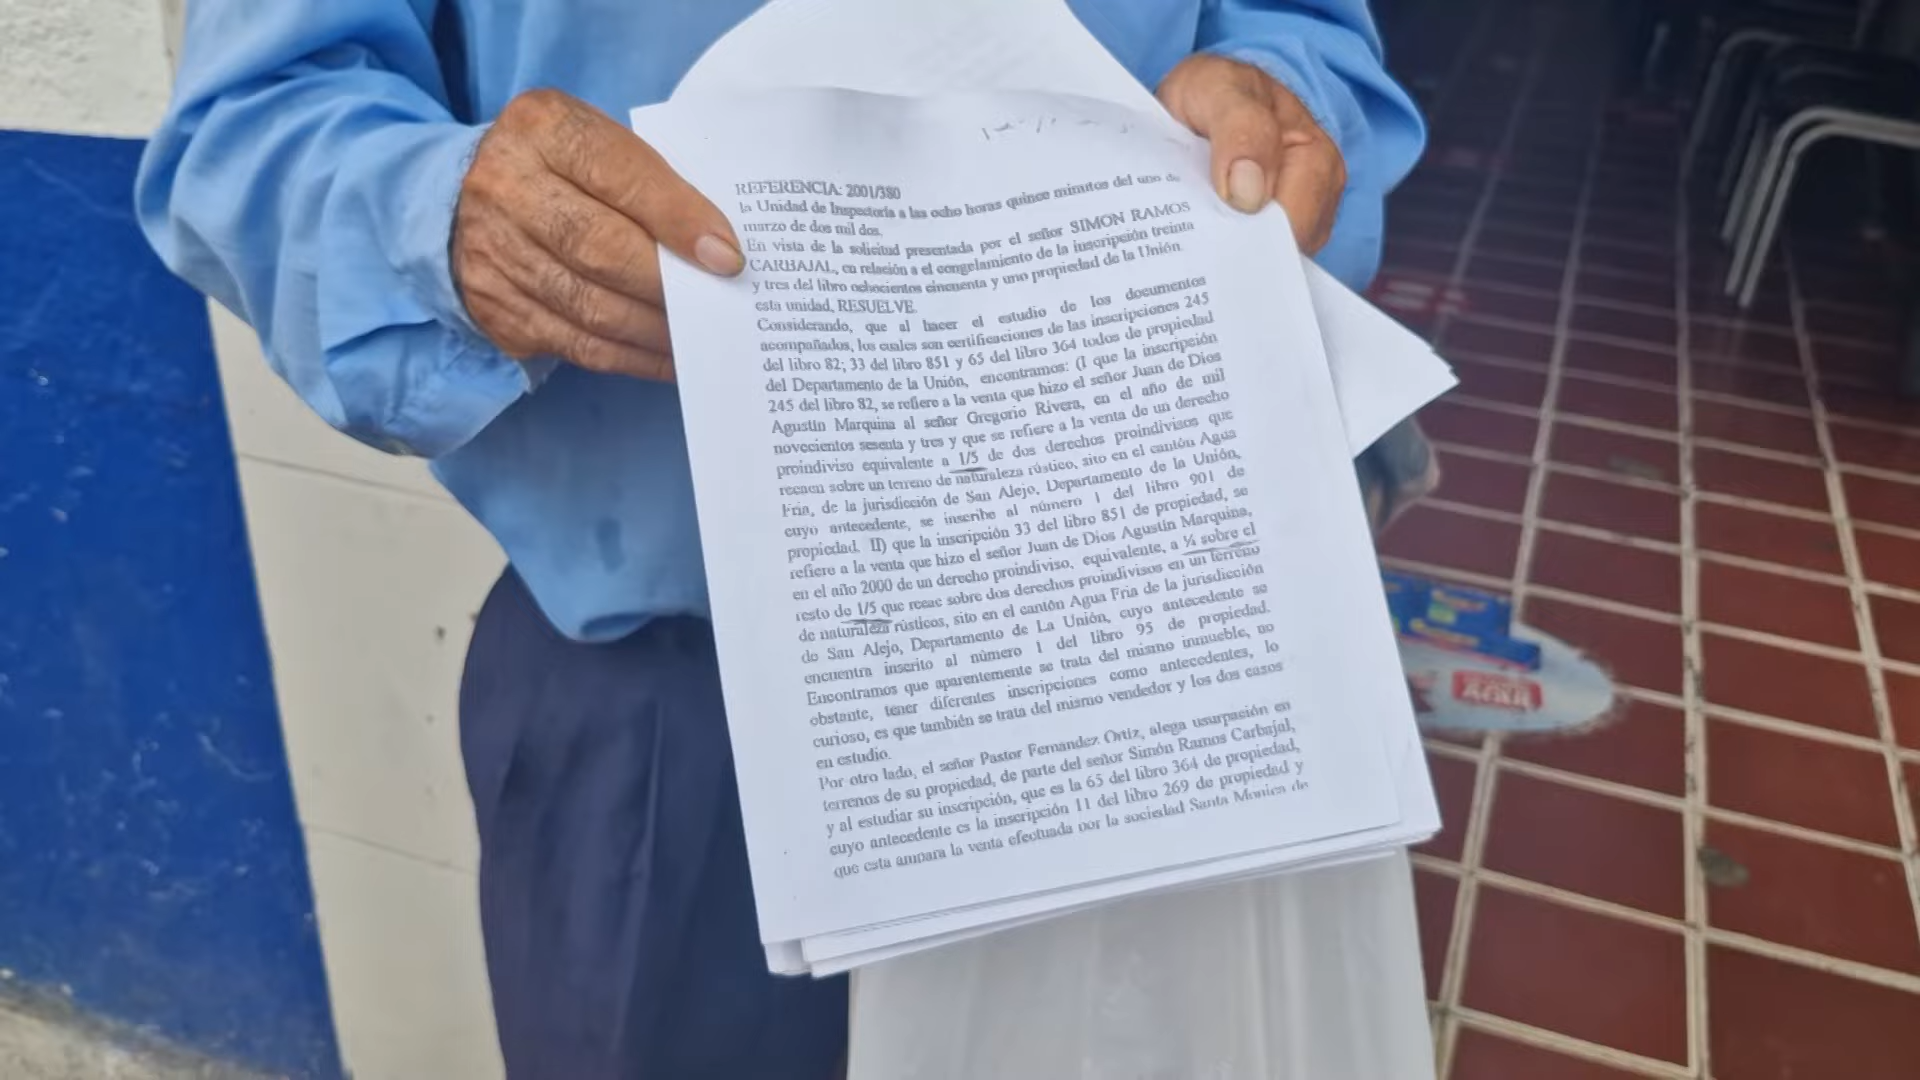 REFERENCIA: 2001/380
la Unidad de Inspectoría a las ocho horas quince minutos del uno de
marzo de dos mil dos.
En vista de la solicitud presentada por el señor SIMON RAMOS
CARBAJAL, en relación a el congelamiento de la inscripción treinta
y tres del libro ochocientos cincuenta y uno propiedad de la Unión.
esta unidad, RESUELVE.
Considerando, que al hacer el estudio de los documentos
acompañados, los cuales son certificaciones de las inscripciones 245
del libro 82; 33 del libro 851 y 65 del libro 364 todos de propiedad
del Departamento de la Unión, encontramos: (I que la inscripción
245 del libro 82, se refiere a la venta que hizo el señor Juan de Dios
Agustín Marquina al señor Gregorio Rivera, en el año de mil
novecientos sesenta y tres y que se refiere a la venta de un derecho
proindiviso equivalente a 1/5 de dos derechos proindivisos que
recaen sobre un terreno de naturaleza rústico, sito en el cantón Agua
Fría, de la jurisdicción de San Alejo, Departamento de la Unión,
cuyo antecedente, se inscribe al número 1 del libro 901 de
propiedad. II) que la inscripción 33 del libro 851 de propiedad, se
refiere a la venta que hizo el señor Juan de Dios Agustín Marquina,
en el año 2000 de un derecho proindiviso, equivalente, a ¼ sobre el
resto de 1/5 que recae sobre dos derechos proindivisos en un terreno
de naturaleza rústicos, sito en el cantón Agua Fria de la jurisdicción
de San Alejo, Departamento de La Unión, cuyo antecedente se
encuentra inscrito al número 1 del libro 95 de propiedad.
Encontramos que aparentemente se trata del mismo inmueble, no
obstante, tener diferentes inscripciones como antecedentes, lo
curioso, es que también se trata del mismo vendedor y los dos casos
en estudio.
Por otro lado, el señor Pastor Fernández Ortíz, alega usurpación en
terrenos de su propiedad, de parte del señor Simón Ramos Carbajal,
y al estudiar su inscripción, que es la 65 del libro 364 de propiedad,
cuyo antecedente es la inscripción 11 del libro 269 de propiedad y
que esta ampara la venta efectuada por la sociedad Santa Monica de